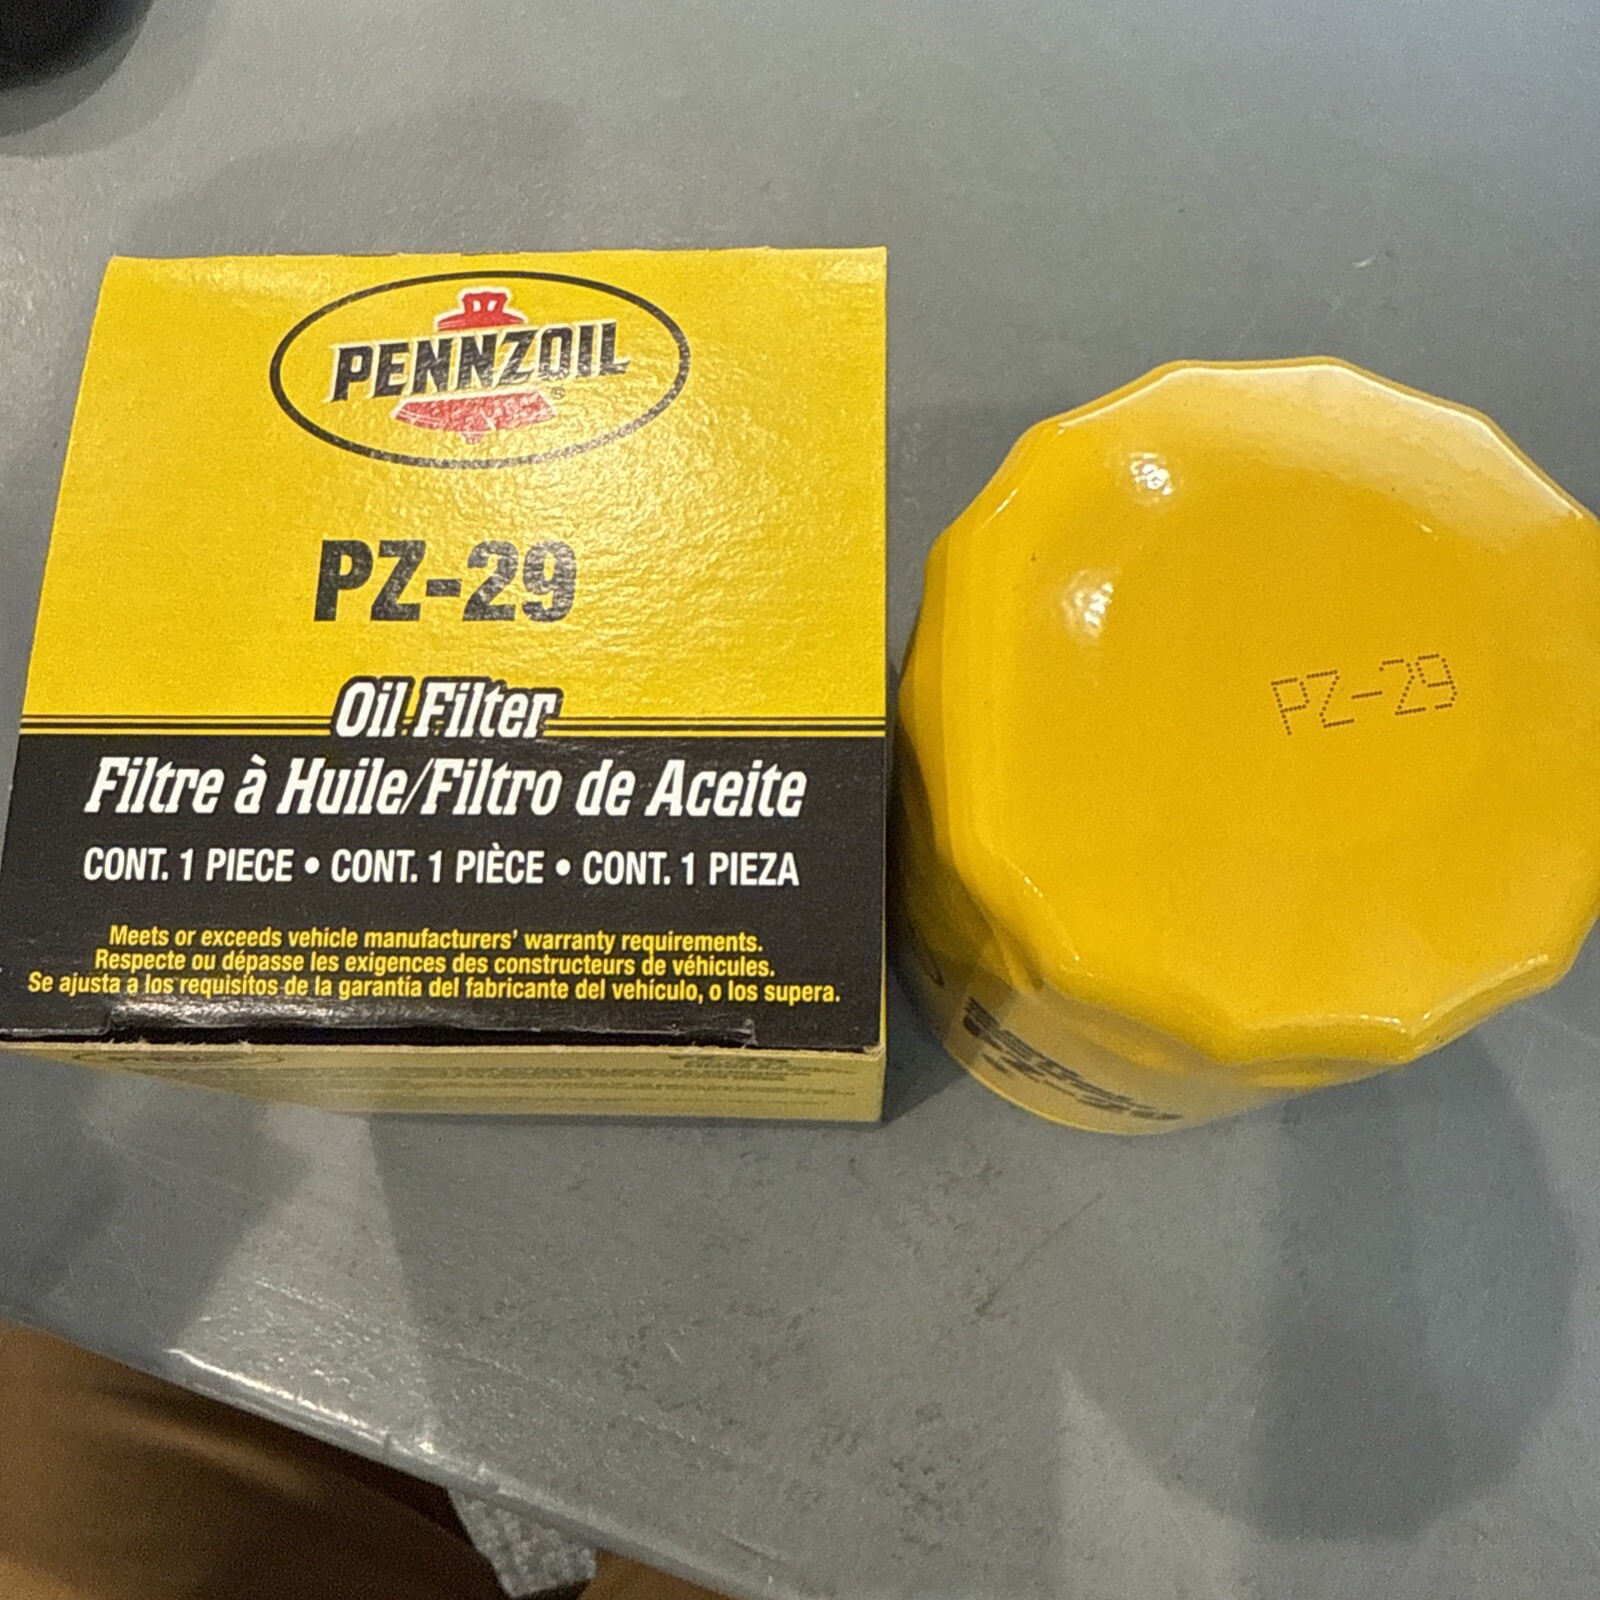 PENNZOIL
®
PZ-29
Oil Filter
Filtre à Huile/Filtro de Aceite
CONT. 1 PIECE • CONT. 1 PIÈCE • CONT. 1 PIEZA
Meets or exceeds vehicle manufacturers' warranty requirements.
Respecte ou dépasse les exigences des constructeurs de véhicules.
Se ajusta a los requisitos de la garantía del fabricante del vehículo, o los supera.
PZ-29